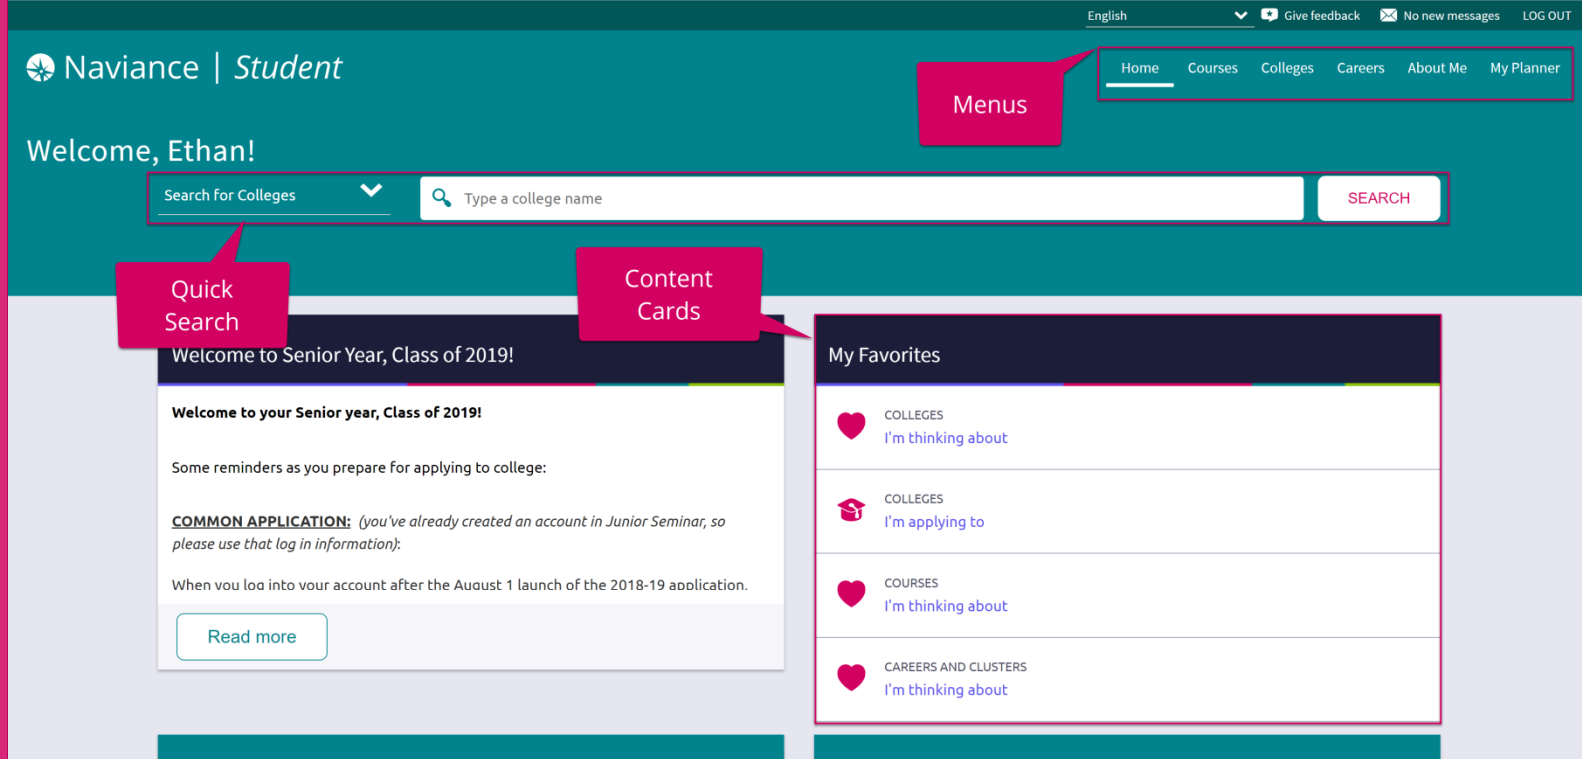 English
Give feedback
No new messages
LOG OUT
Naviance | Student
Home Courses Colleges Careers About Me My Planner
Menus
Welcome, Ethan!
Search for Colleges
Type a college name
SEARCH
Quick
Search
Content
Cards
Welcome to Senior Year, Class of 2019!
Welcome to your Senior year, Class of 2019!
Some reminders as you prepare for applying to college:
COMMON APPLICATION: (you've already created an account in Junior Seminar, so
please use that log in information):
When you log into your account after the August 1 launch of the 2018-19 application,
Read more
My Favorites
COLLEGES
I'm thinking about
COLLEGES
I'm applying to
COURSES
I'm thinking about
CAREERS AND CLUSTERS
I'm thinking about